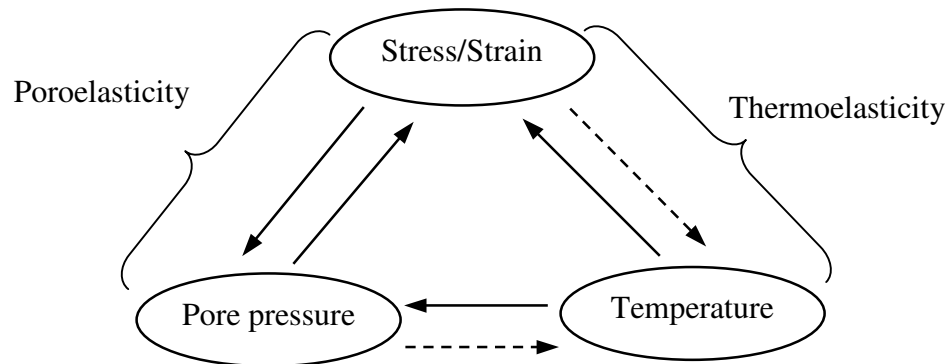 Stress/Strain
Poroelasticity
Thermoelasticity
Pore pressure
Temperature